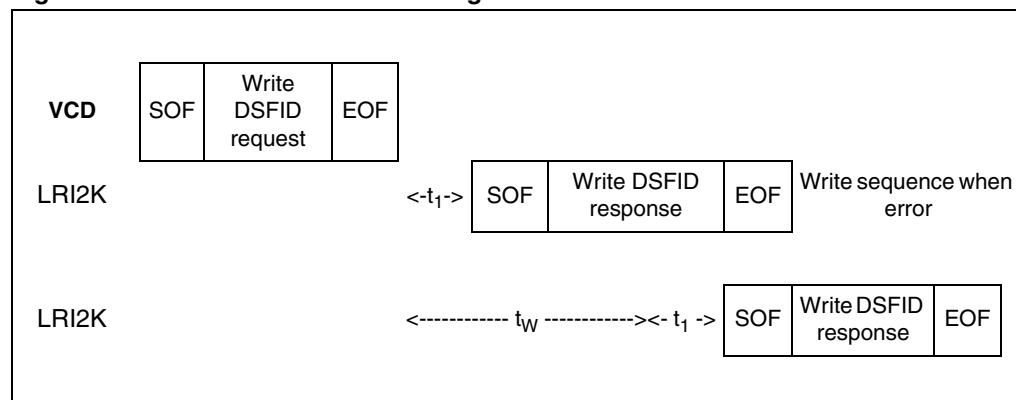 VCD
SOF
Write
DSFID
request
EOF
LRI2K
<-t1->
SOF
Write DSFID
response
EOF
Write sequence when
error
LRI2K
<------------ tW ------------><- t1 ->
SOF
Write DSFID
response
EOF